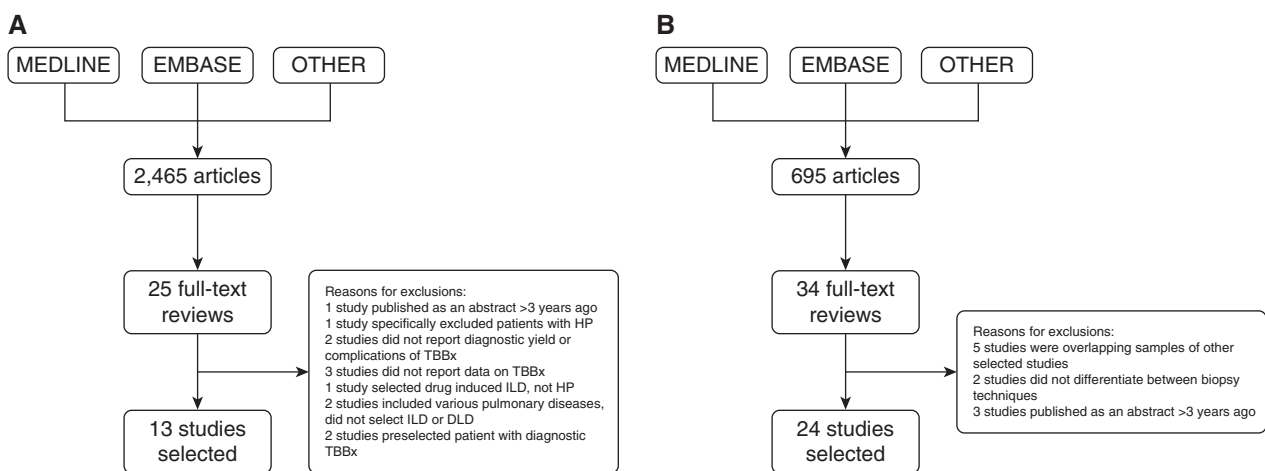 A
MEDLINE
EMBASE
OTHER
2,465 articles
25 full-text
reviews
Reasons for exclusions:
1 study published as an abstract >3 years ago
1 study specifically excluded patients with HP
2 studies did not report diagnostic yield or
complications of TBBx
3 studies did not report data on TBBx
1 study selected drug induced ILD, not HP
2 studies included various pulmonary diseases,
did not select ILD or DLD
2 studies preselected patient with diagnostic
TBBx
13 studies
selected
B
MEDLINE
EMBASE
OTHER
695 articles
34 full-text
reviews
Reasons for exclusions:
5 studies were overlapping samples of other
selected studies
2 studies did not differentiate between biopsy
techniques
3 studies published as an abstract >3 years ago
24 studies
selected